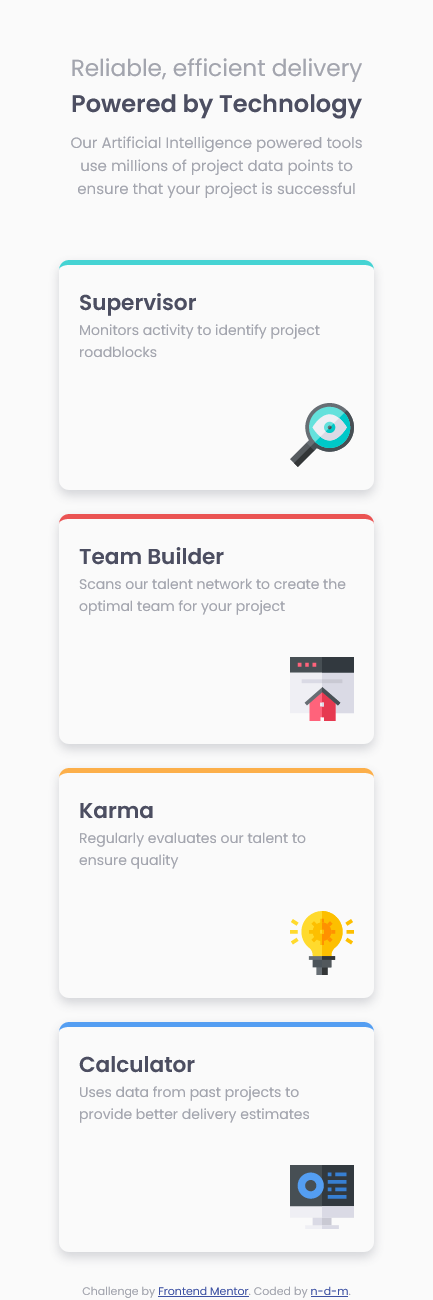 Reliable, efficient delivery
Powered by Technology
Our Artificial Intelligence powered tools
use millions of project data points to
ensure that your project is successful
Supervisor
Monitors activity to identify project
roadblocks
Team Builder
Scans our talent network to create the
optimal team for your project
Karma
Regularly evaluates our talent to
ensure quality
Calculator
Uses data from past projects to
provide better delivery estimates
Challenge by Frontend Mentor. Coded by n-d-m.